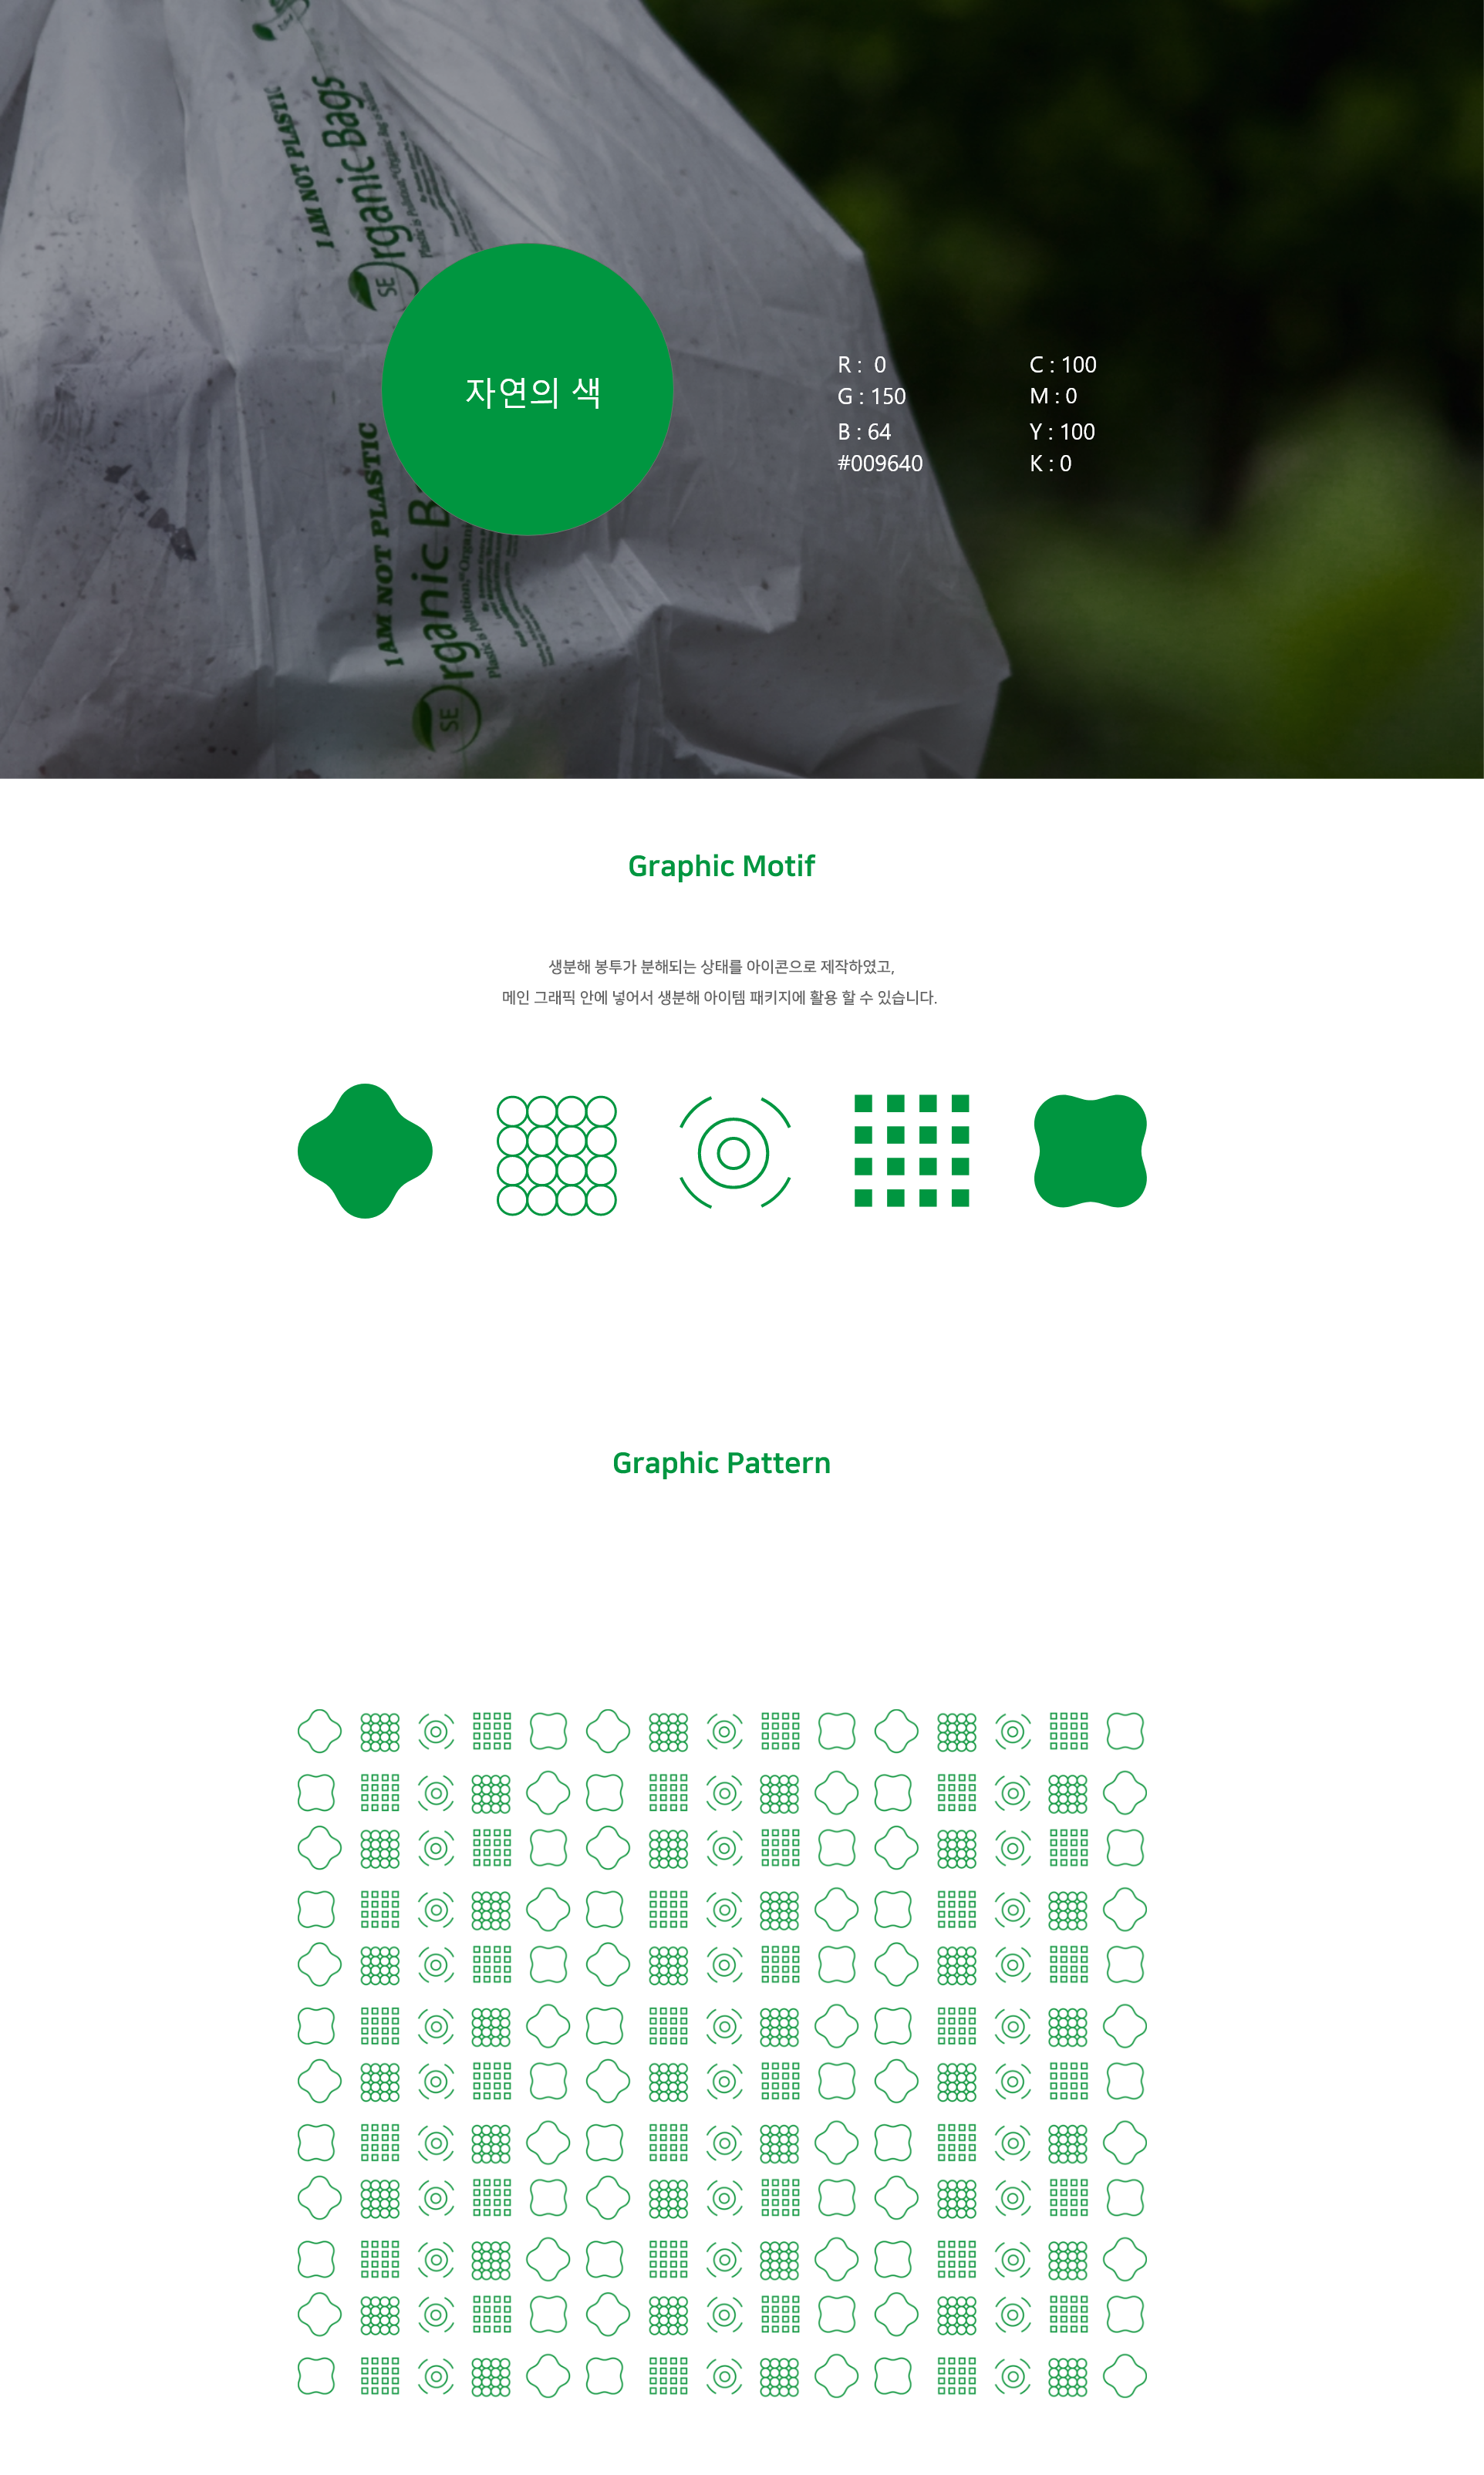 I AM NOT PLASTIC
SE Organic Bags
자연의 색
R : 0
G : 150
B : 64
#009640
C : 100
M : 0
Y : 100
K : 0
I AM NOT PLASTIC
SE Organic B
Plastic is Pollution,"Organi
Graphic Motif
생분해 봉투가 분해되는 상태를 아이콘으로 제작하였고,
메인 그래픽 안에 넣어서 생분해 아이템 패키지에 활용 할 수 있습니다.
Graphic Pattern